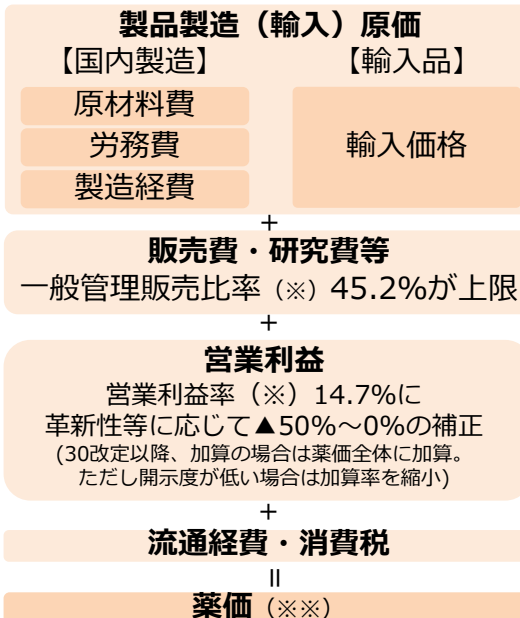 製品製造（輸入）原価
【国内製造】 【輸入品】
原材料費
労務費
製造経費
輸入価格
+
販売費・研究費等
一般管理販売比率（※）45.2%が上限
+
営業利益
営業利益率（※）14.7%に
革新性等に応じて▲50%～0%の補正
(30改定以降、加算の場合は薬価全体に加算。
ただし開示度が低い場合は加算率を縮小)
+
流通経費・消費税
=
薬価（※※）